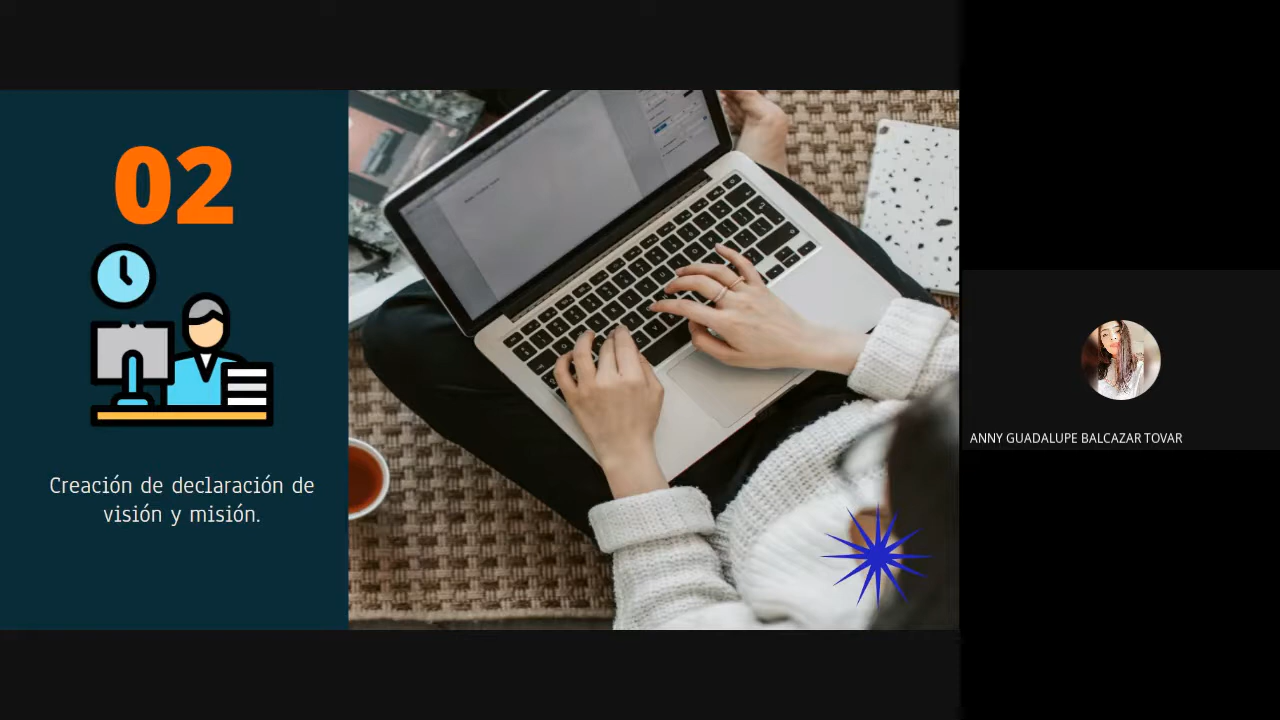 02
Creación de declaración de
visión y misión.
ANNY GUADALUPE BALCAZAR TOVAR